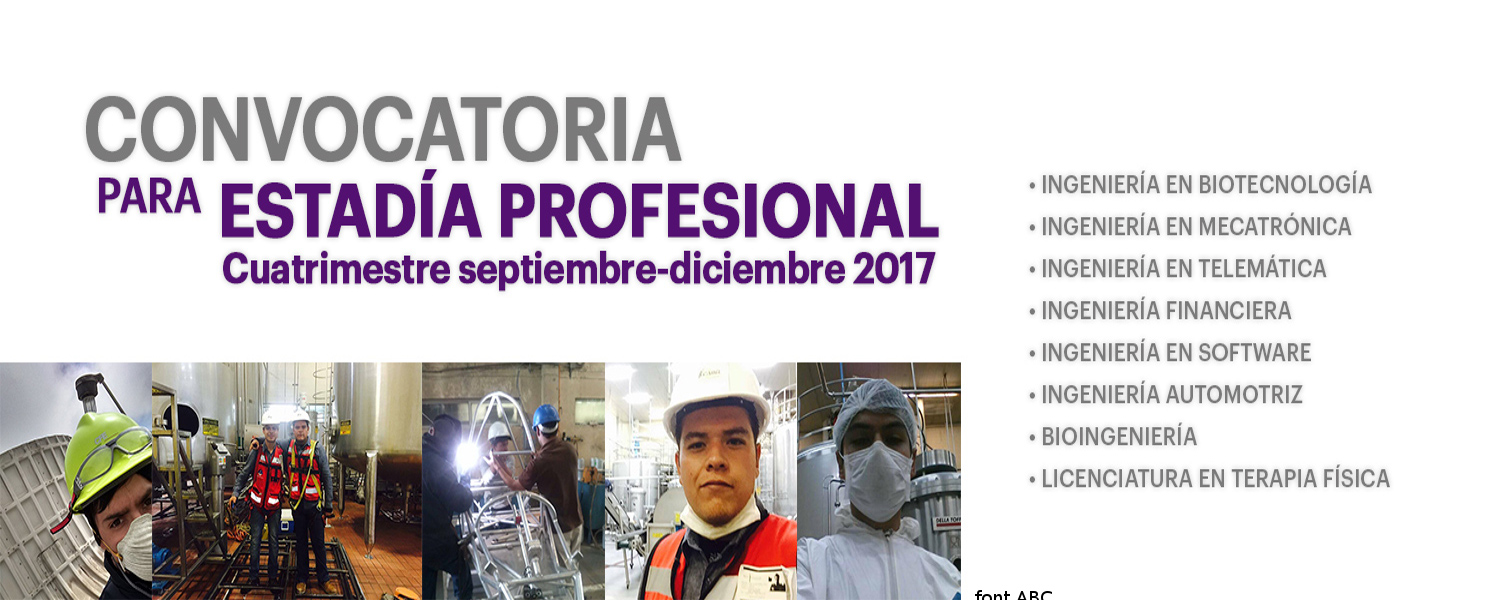 CONVOCATORIA
PARA ESTADÍA PROFESIONAL
Cuatrimestre septiembre-diciembre 2017
• INGENIERÍA EN BIOTECNOLOGÍA
• INGENIERÍA EN MECATRÓNICA
• INGENIERÍA EN TELEMÁTICA
• INGENIERÍA FINANCIERA
• INGENIERÍA EN SOFTWARE
• INGENIERÍA AUTOMOTRIZ
• BIOINGENIERÍA
• LICENCIATURA EN TERAPIA FÍSICA
font ABC